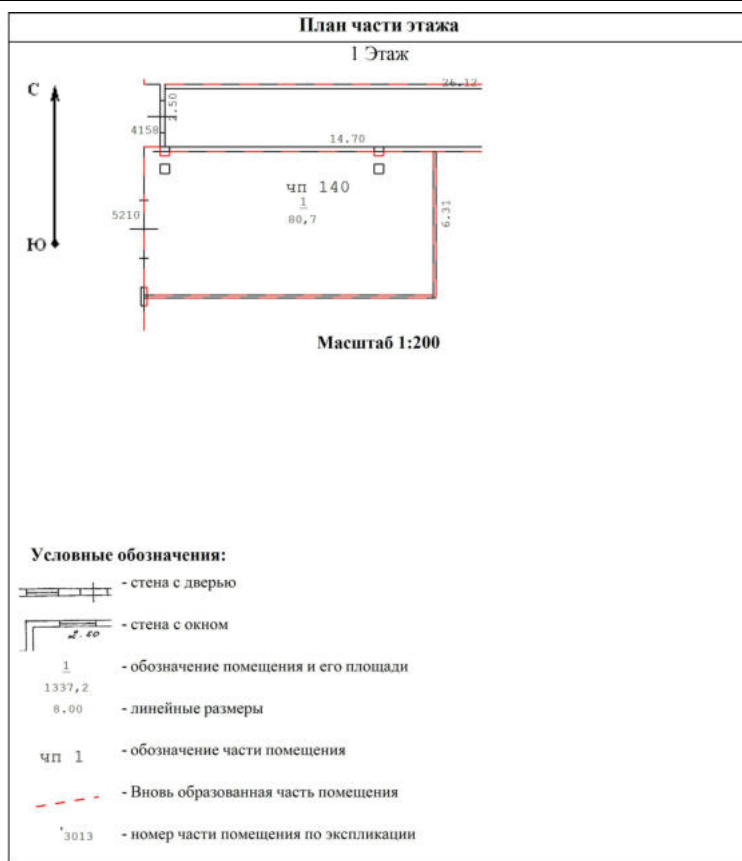 План части этажа
1 Этаж
С
26.12
2.50
4158
14.70
чп 140
1
80,7
5210
6.31
Ю
Масштаб 1:200
Условные обозначения:
- стена с дверью
2.60
- стена с окном
1
1337,2
- обозначение помещения и его площади
8.00
- линейные размеры
чп 1
- обозначение части помещения
- Вновь образованная часть помещения
'3013
- номер части помещения по экспликации